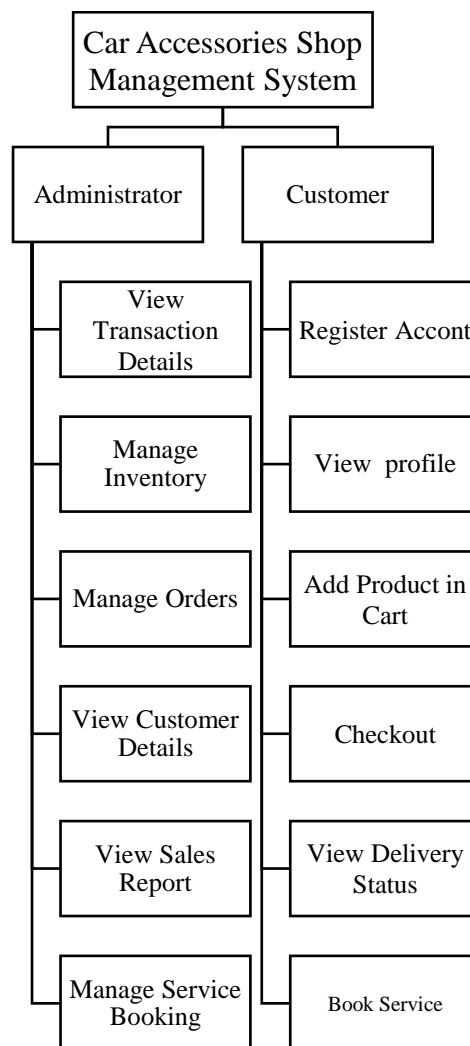 Car Accessories Shop
Management System
Administrator
Customer
View
Transaction
Details
Manage
Inventory
Manage Orders
View Customer
Details
View Sales
Report
Manage Service
Booking
Register Accont
View profile
Add Product in
Cart
Checkout
View Delivery
Status
Book Service